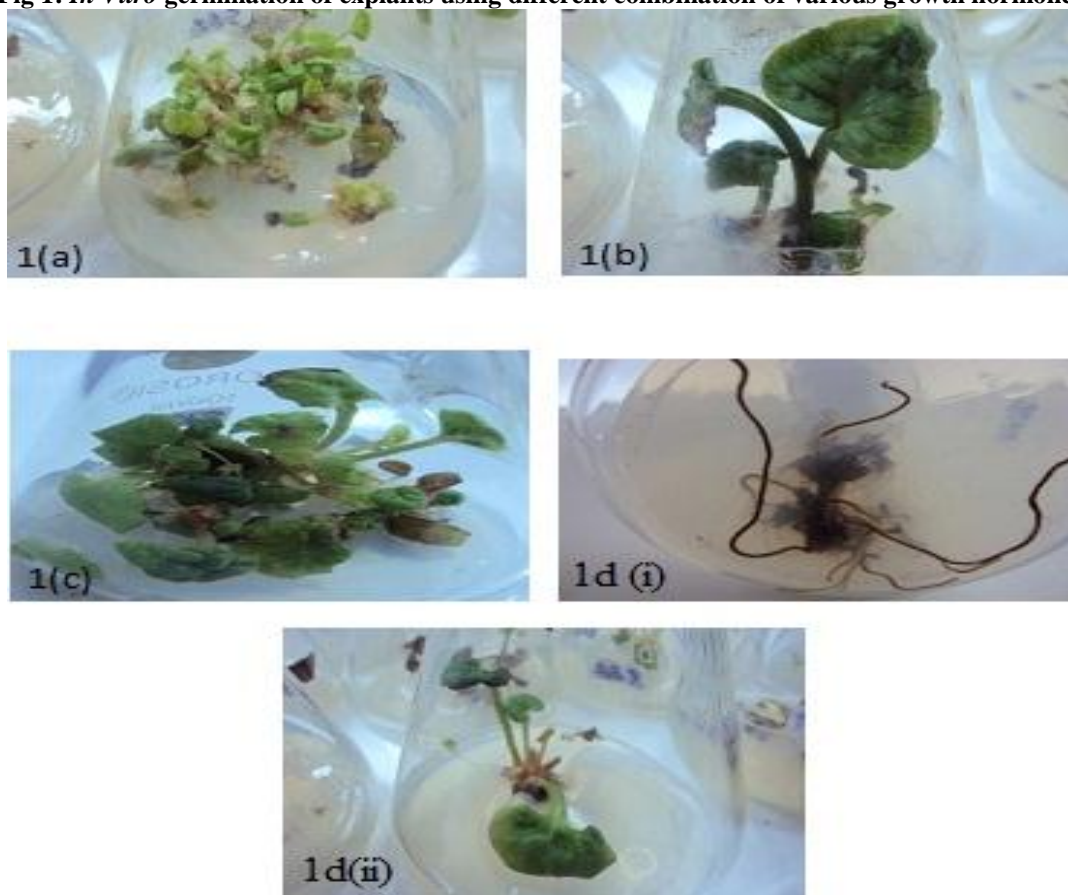 Fig 1: In Vitro germination of explants using different combination of various growth hormone
1(a)
1(b)
1(c)
1d (i)
1d(ii)